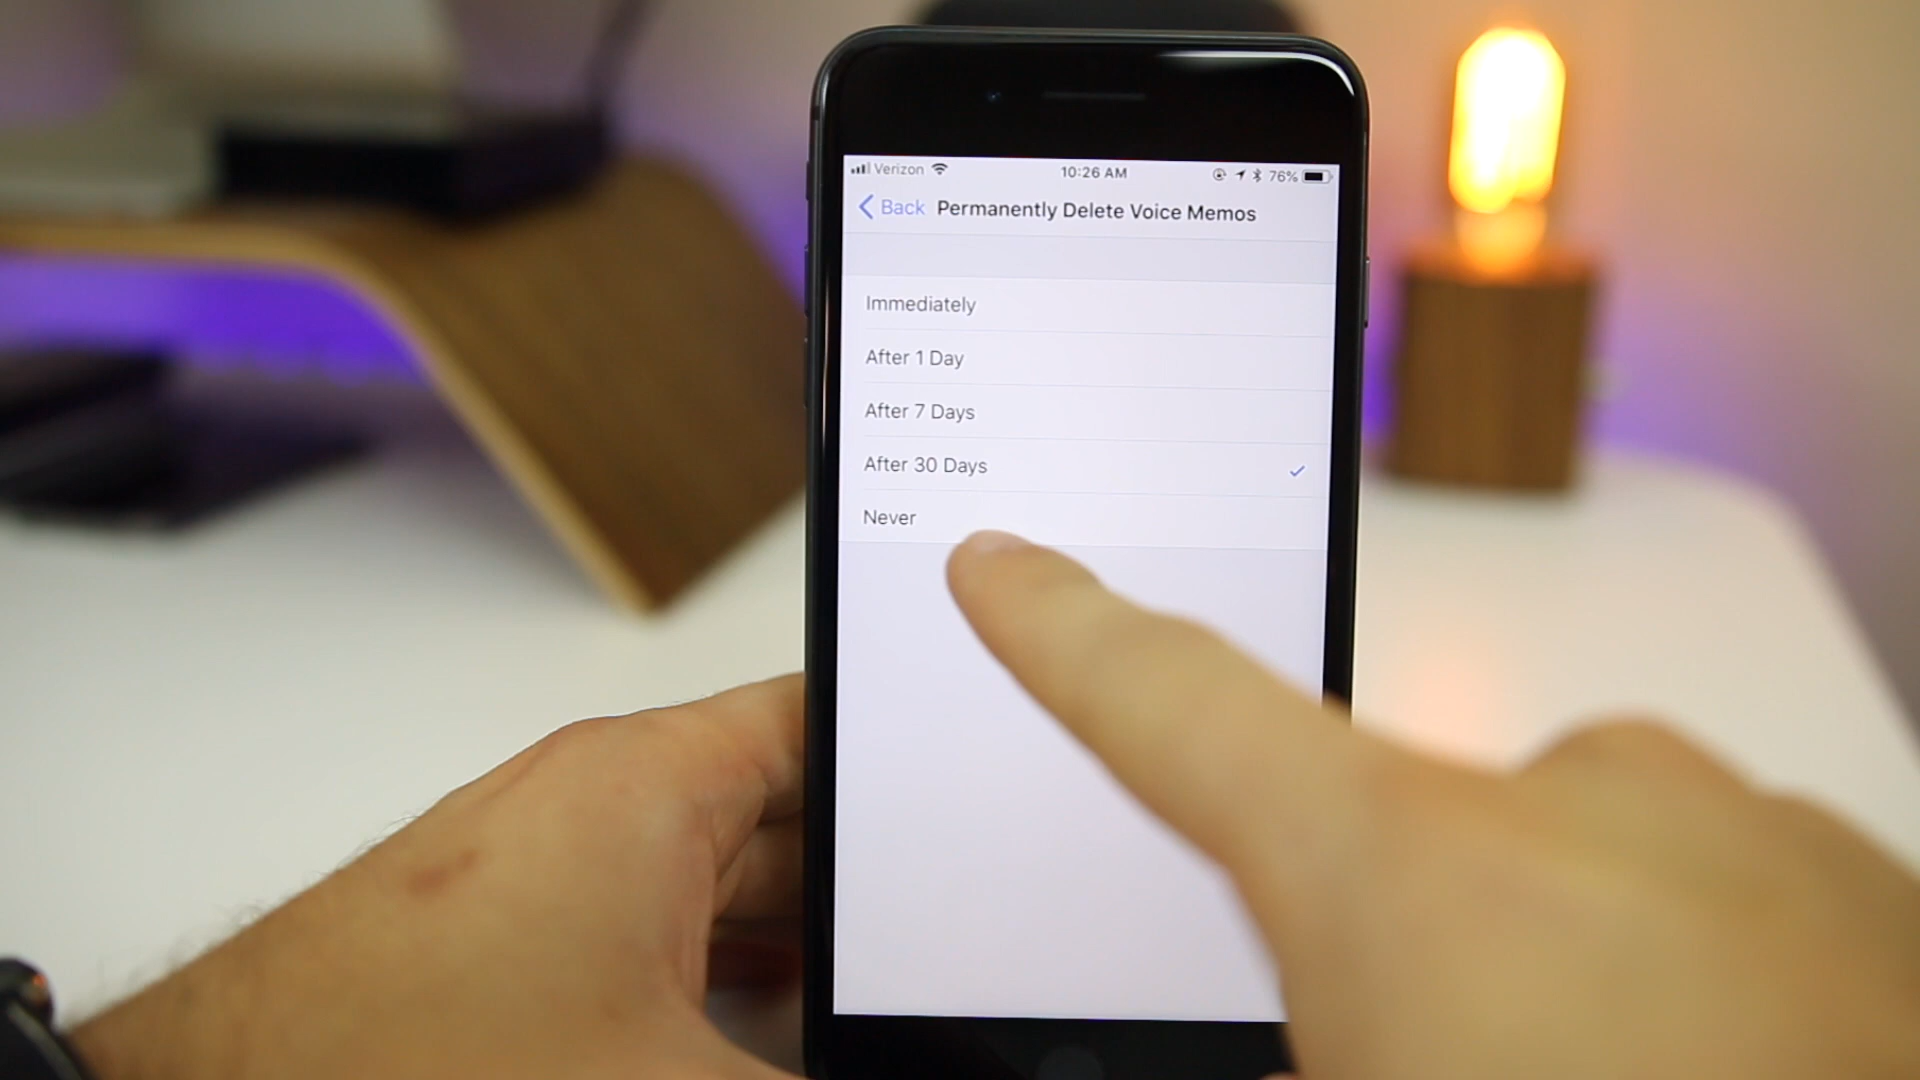 Verizon 10:26 AM 76%
Back Permanently Delete Voice Memos
Immediately
After 1 Day
After 7 Days
After 30 Days
Never